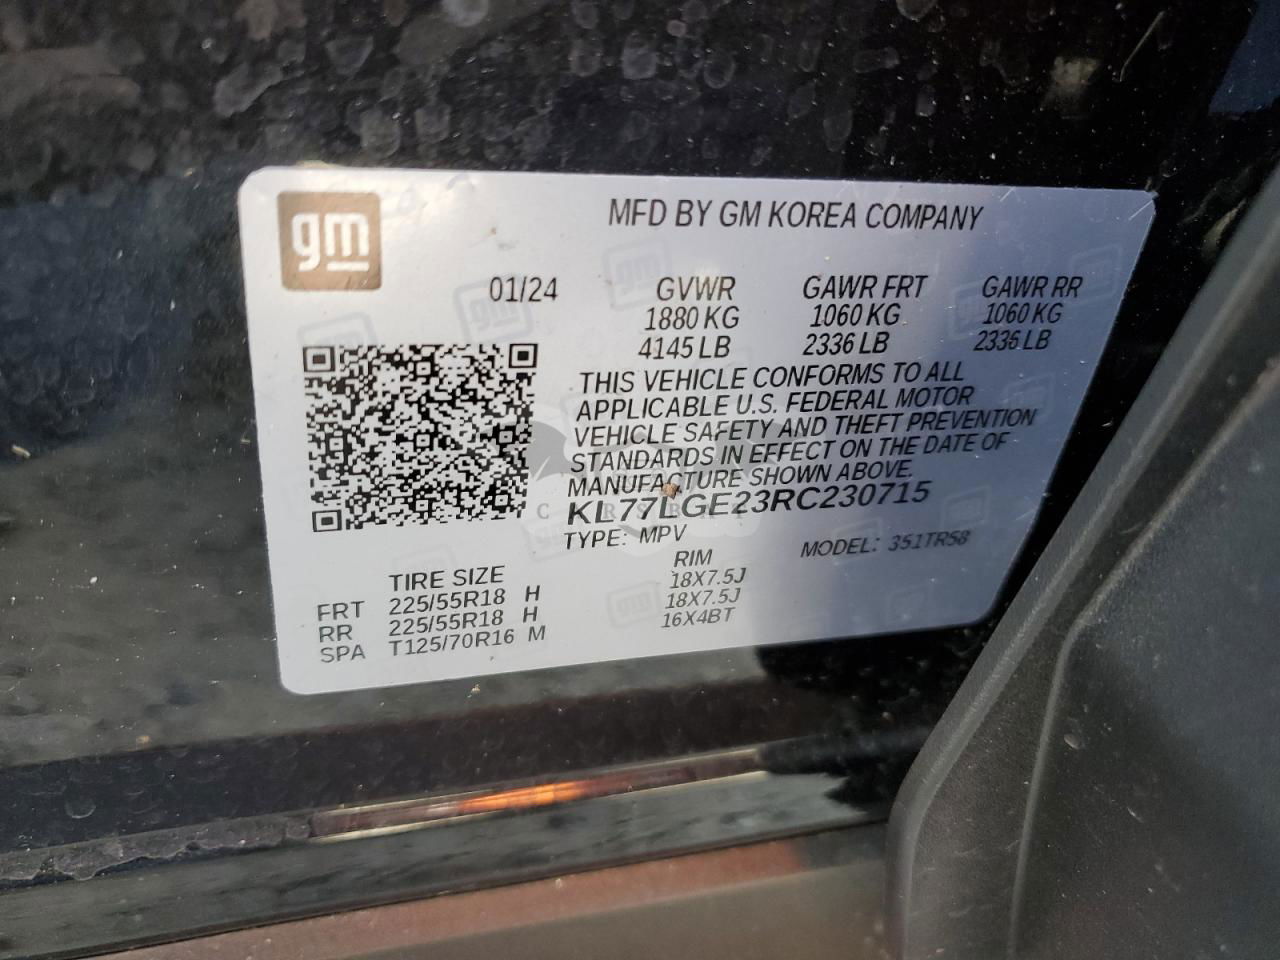 gm
MFD BY GM KOREA COMPANY
01/24 GVWR GAWR FRT GAWR RR
1880 KG 1060 KG 1060 KG
4145 LB 2336 LB 2336 LB
THIS VEHICLE CONFORMS TO ALL
APPLICABLE U.S. FEDERAL MOTOR
VEHICLE SAFETY AND THEFT PREVENTION
STANDARDS IN EFFECT ON THE DATE OF
MANUFACTURE SHOWN ABOVE.
KL77LGE23RC230715
TYPE: MPV MODEL: 351TR58
TIRE SIZE RIM
FRT 225/55R18 H 18X7.5J
RR 225/55R18 H 18X7.5J
SPA T125/70R16 M 16X4BT